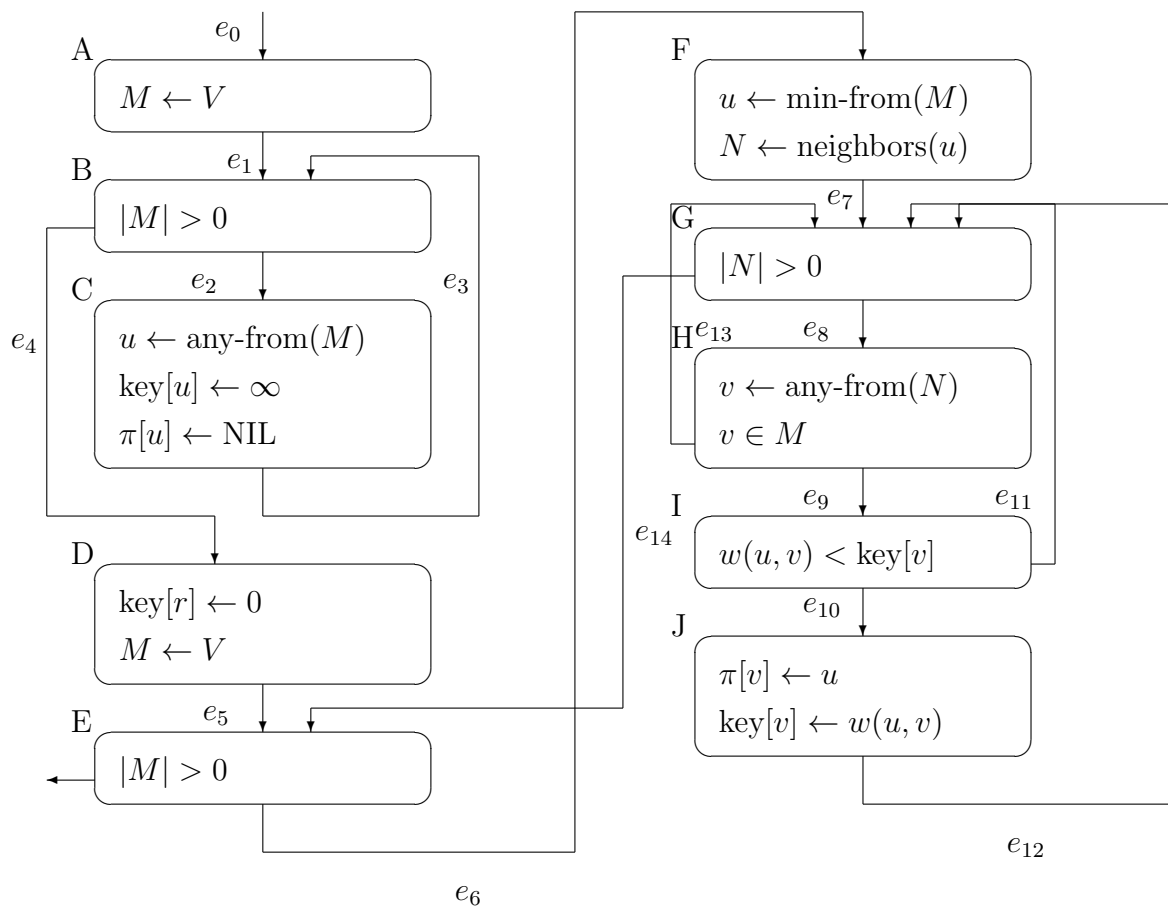 e₀
A
M ← V
e₁
B
|M| > 0
e₂
e₃
C
e₄
u ← any-from(M)
key[u] ← ∞
π[u] ← NIL
D
key[r] ← 0
M ← V
e₅
E
|M| > 0
e₆
F
u ← min-from(M)
N ← neighbors(u)
e₇
G
|N| > 0
e₁₃
e₈
H
v ← any-from(N)
v ∈ M
e₉
e₁₁
I
e₁₄
w(u, v) < key[v]
e₁₀
J
π[v] ← u
key[v] ← w(u, v)
e₁₂